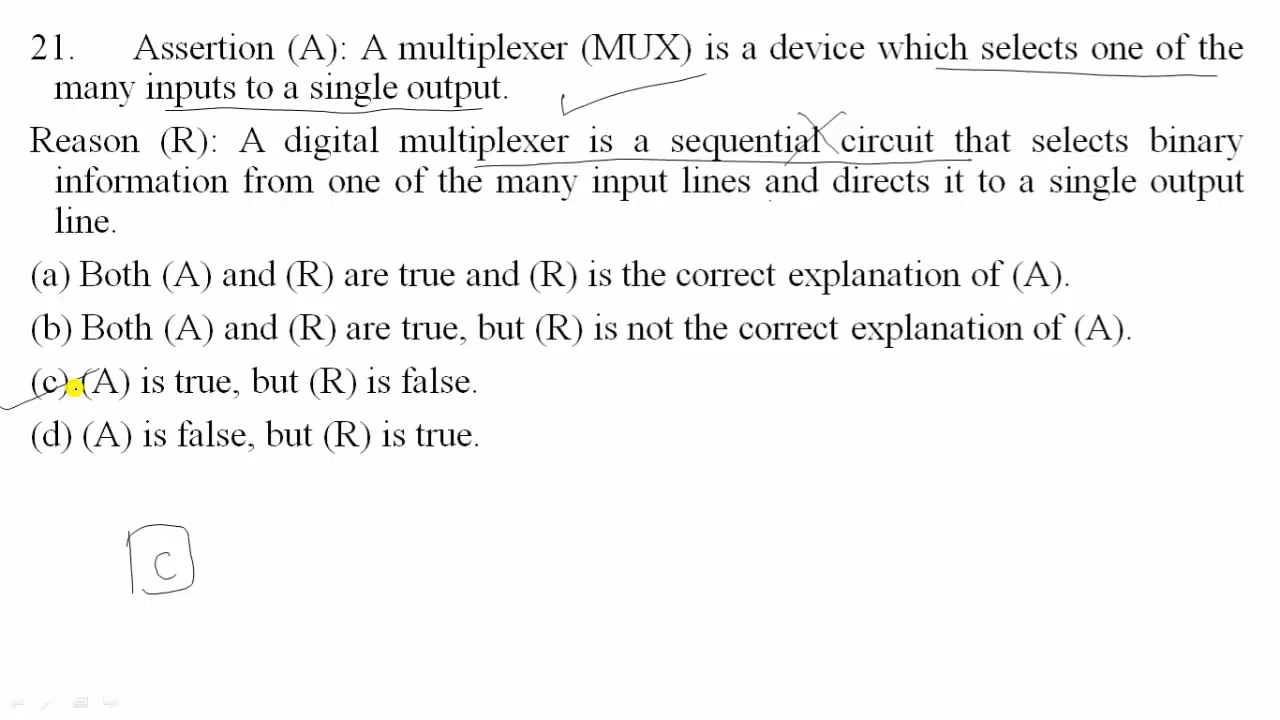 21. Assertion (A): A multiplexer (MUX) is a device which selects one of the
many inputs to a single output.
Reason (R): A digital multiplexer is a sequential circuit that selects binary
information from one of the many input lines and directs it to a single output
line.
(a) Both (A) and (R) are true and (R) is the correct explanation of (A).
(b) Both (A) and (R) are true, but (R) is not the correct explanation of (A).
(c) (A) is true, but (R) is false.
(d) (A) is false, but (R) is true.
C